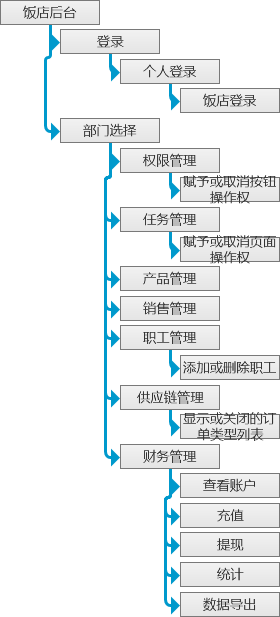 饭店后台
登录
个人登录
饭店登录
部门选择
权限管理
赋予或取消按钮
操作权
任务管理
赋予或取消页面
操作权
产品管理
销售管理
职工管理
添加或删除职工
供应链管理
显示或关闭的订
单类型列表
财务管理
查看账户
充值
提现
统计
数据导出